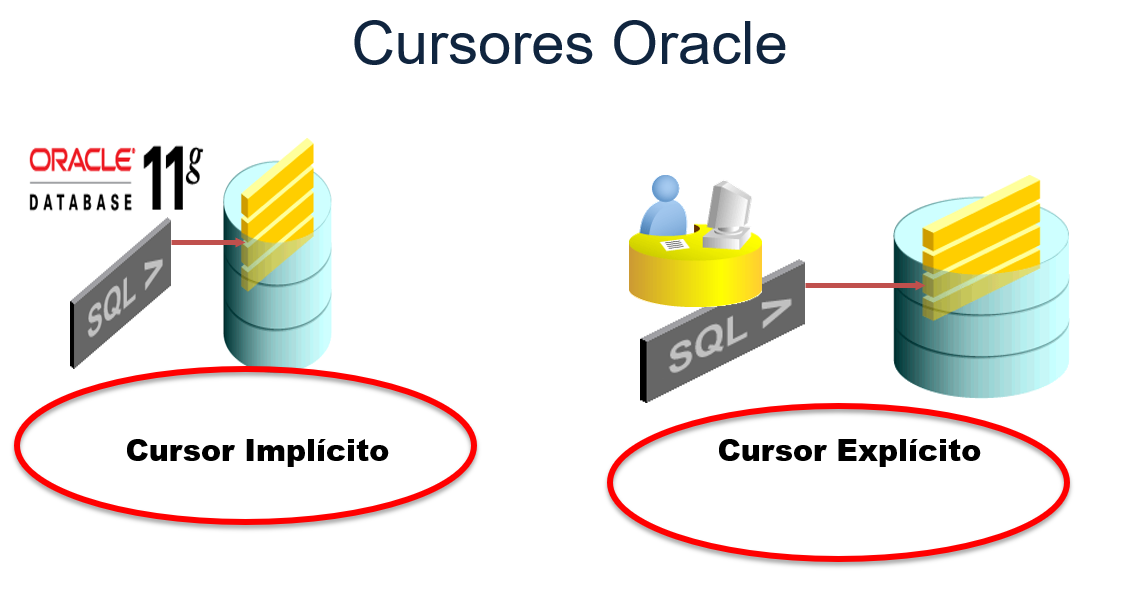 Cursores Oracle
ORACLE
DATABASE
11g
SQL >
Cursor Implícito
SQL >
Cursor Explícito